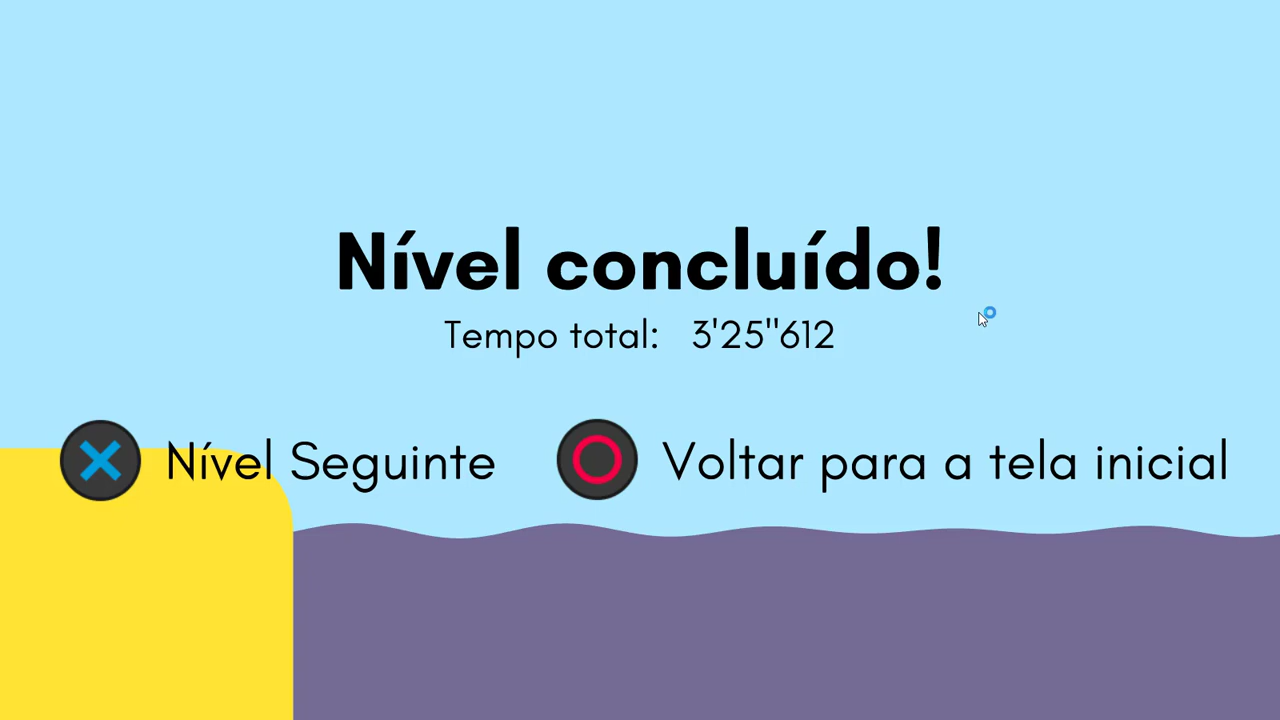 Nível concluído!
Tempo total: 3'25"612
Nível Seguinte Voltar para a tela inicial